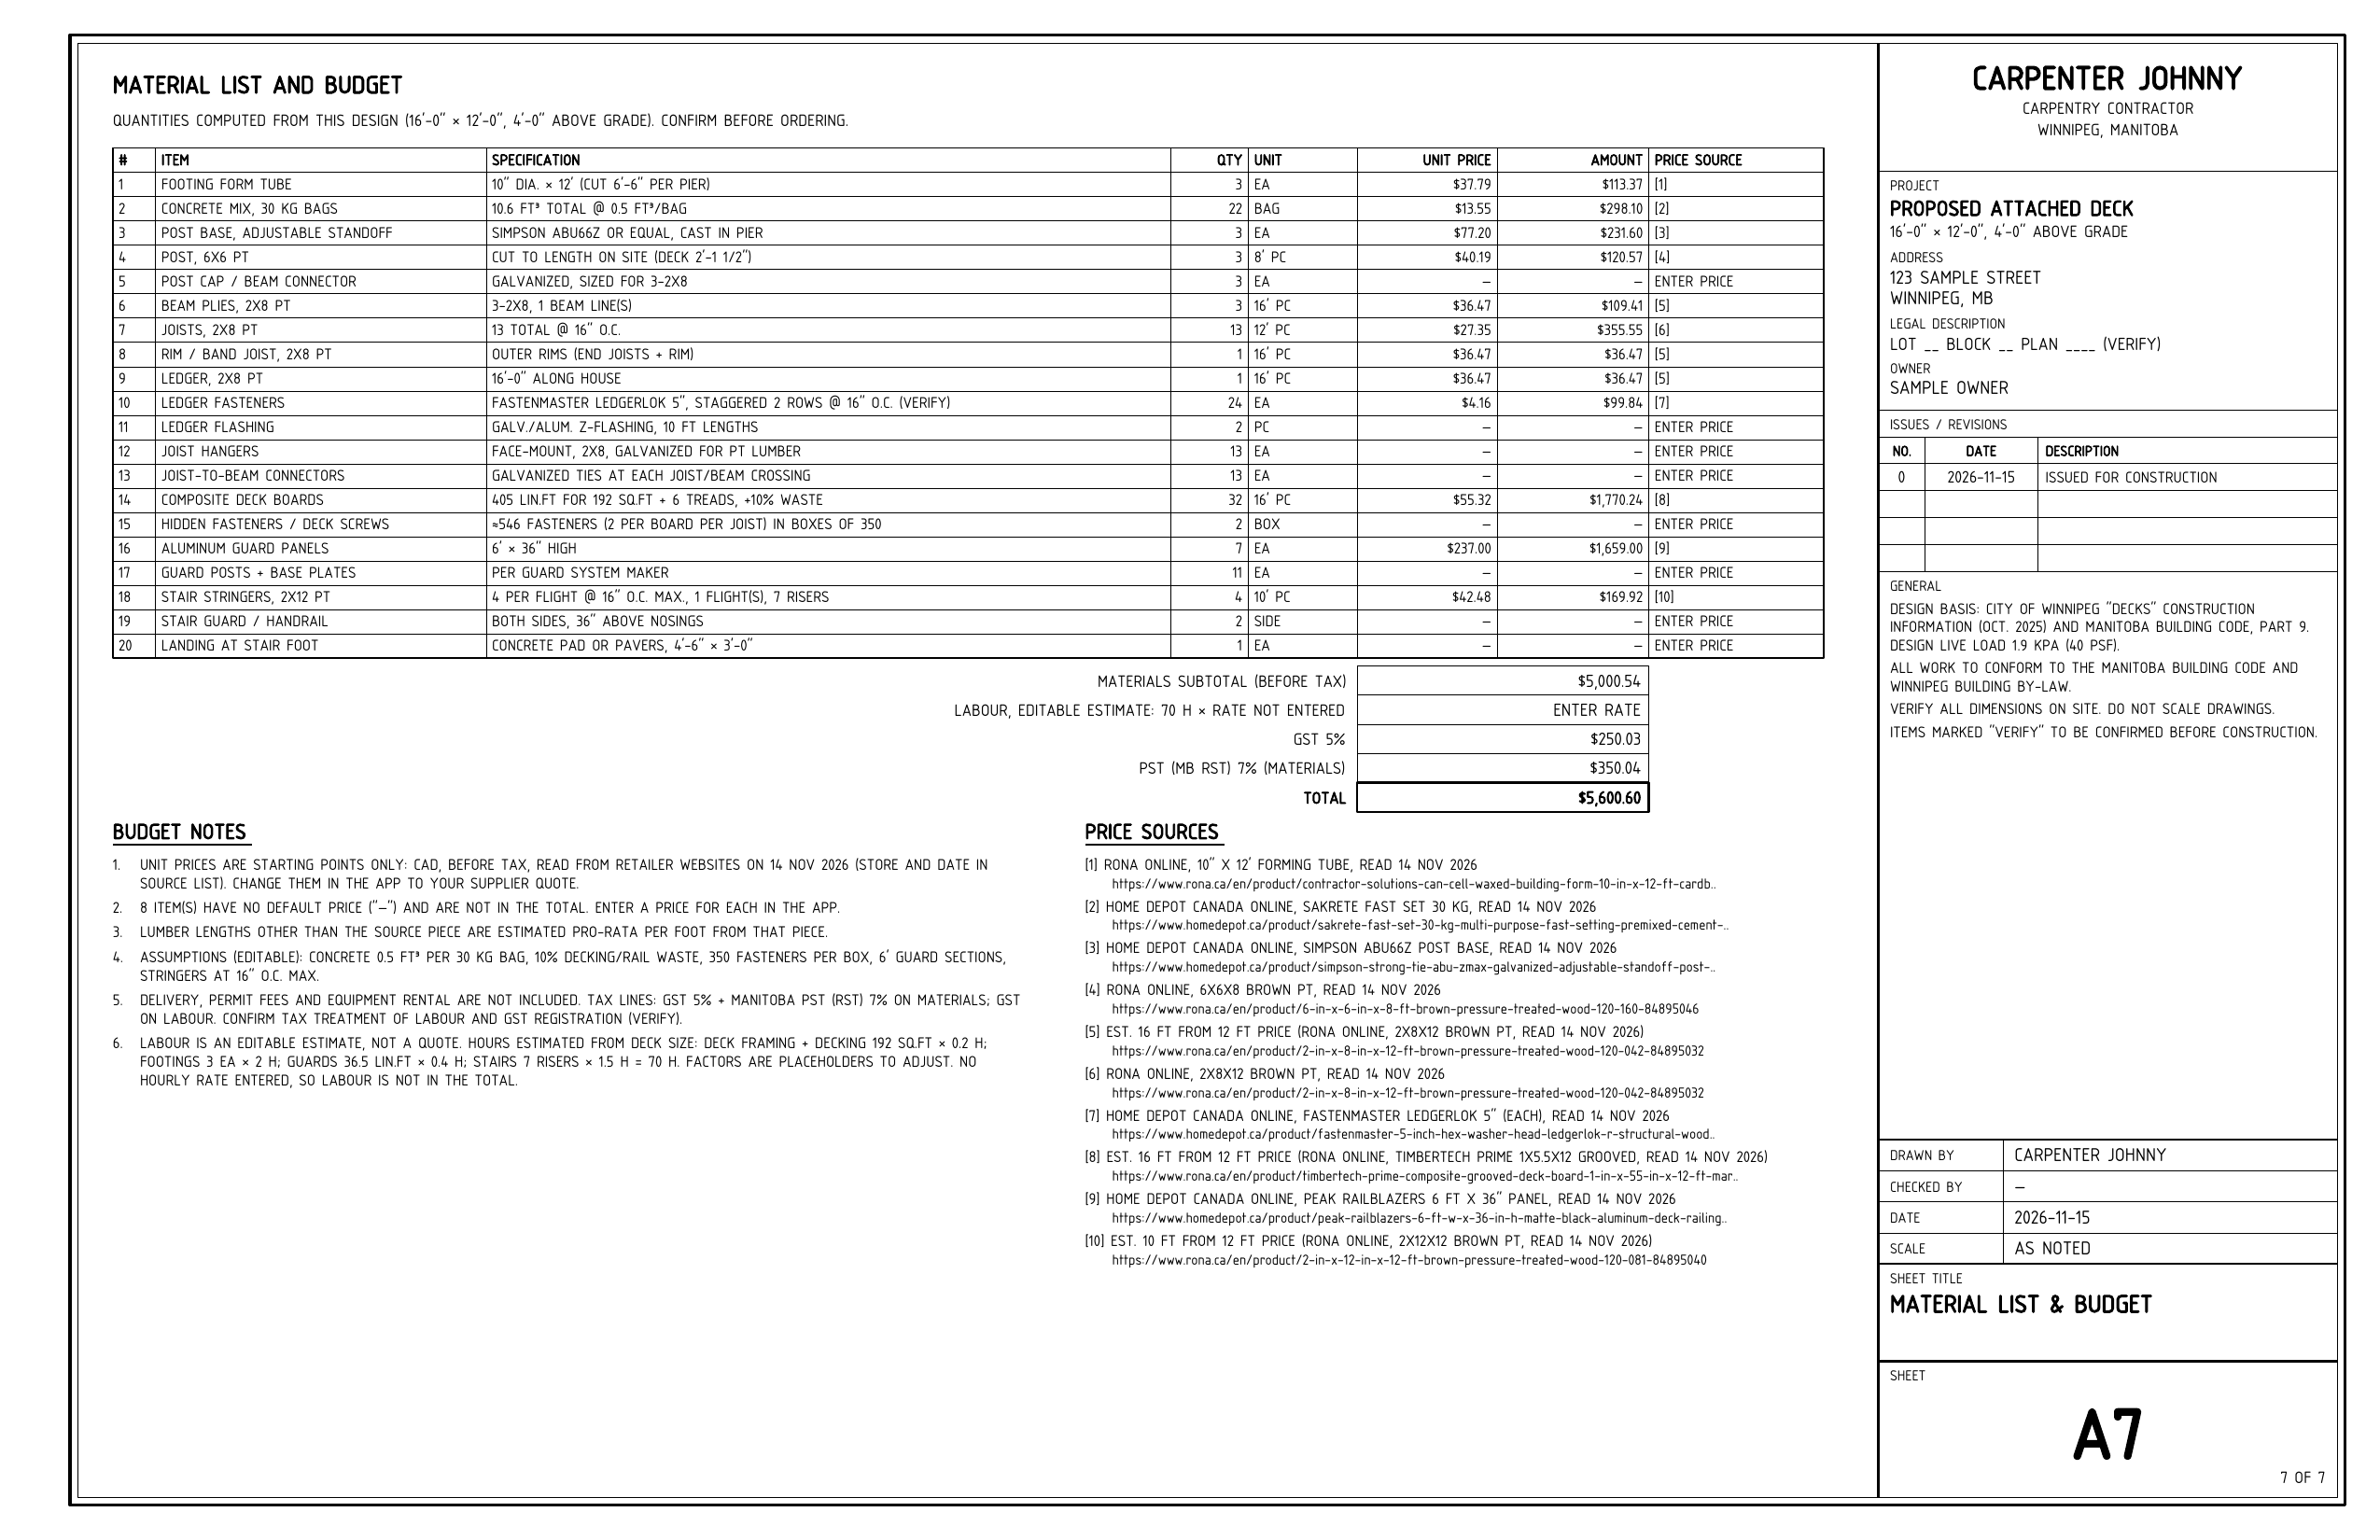 MATERIAL LIST AND BUDGET
QUANTITIES COMPUTED FROM THIS DESIGN (16'-0" × 12'-0", 4'-0" ABOVE GRADE). CONFIRM BEFORE ORDERING.
# ITEM SPECIFICATION QTY UNIT UNIT PRICE AMOUNT PRICE SOURCE
1 FOOTING FORM TUBE 10" DIA. × 12' (CUT 6'-6" PER PIER) 3 EA $37.79 $113.37 [1]
2 CONCRETE MIX, 30 KG BAGS 10.6 FT³ TOTAL @ 0.5 FT³/BAG 22 BAG $13.55 $298.10 [2]
3 POST BASE, ADJUSTABLE STANDOFF SIMPSON ABU66Z OR EQUAL, CAST IN PIER 3 EA $77.20 $231.60 [3]
4 POST, 6X6 PT CUT TO LENGTH ON SITE (DECK 2'-1 1/2") 3 8' PC $40.19 $120.57 [4]
5 POST CAP / BEAM CONNECTOR GALVANIZED, SIZED FOR 3-2X8 3 EA – – ENTER PRICE
6 BEAM PLIES, 2X8 PT 3-2X8, 1 BEAM LINE(S) 3 16' PC $36.47 $109.41 [5]
7 JOISTS, 2X8 PT 13 TOTAL @ 16" O.C. 13 12' PC $27.35 $355.55 [6]
8 RIM / BAND JOIST, 2X8 PT OUTER RIMS (END JOISTS + RIM) 1 16' PC $36.47 $36.47 [5]
9 LEDGER, 2X8 PT 16'-0" ALONG HOUSE 1 16' PC $36.47 $36.47 [5]
10 LEDGER FASTENERS FASTENMASTER LEDGERLOK 5", STAGGERED 2 ROWS @ 16" O.C. (VERIFY) 24 EA $4.16 $99.84 [7]
11 LEDGER FLASHING GALV./ALUM. Z-FLASHING, 10 FT LENGTHS 2 PC – – ENTER PRICE
12 JOIST HANGERS FACE-MOUNT, 2X8, GALVANIZED FOR PT LUMBER 13 EA – – ENTER PRICE
13 JOIST-TO-BEAM CONNECTORS GALVANIZED TIES AT EACH JOIST/BEAM CROSSING 13 EA – – ENTER PRICE
14 COMPOSITE DECK BOARDS 405 LIN.FT FOR 192 SQ.FT + 6 TREADS, +10% WASTE 32 16' PC $55.32 $1,770.24 [8]
15 HIDDEN FASTENERS / DECK SCREWS ≈546 FASTENERS (2 PER BOARD PER JOIST) IN BOXES OF 350 2 BOX – – ENTER PRICE
16 ALUMINUM GUARD PANELS 6' × 36" HIGH 7 EA $237.00 $1,659.00 [9]
17 GUARD POSTS + BASE PLATES PER GUARD SYSTEM MAKER 11 EA – – ENTER PRICE
18 STAIR STRINGERS, 2X12 PT 4 PER FLIGHT @ 16" O.C. MAX., 1 FLIGHT(S), 7 RISERS 4 10' PC $42.48 $169.92 [10]
19 STAIR GUARD / HANDRAIL BOTH SIDES, 36" ABOVE NOSINGS 2 SIDE – – ENTER PRICE
20 LANDING AT STAIR FOOT CONCRETE PAD OR PAVERS, 4'-6" × 3'-0" 1 EA – – ENTER PRICE
MATERIALS SUBTOTAL (BEFORE TAX) $5,000.54
LABOUR, EDITABLE ESTIMATE: 70 H × RATE NOT ENTERED ENTER RATE
GST 5% $250.03
PST (MB RST) 7% (MATERIALS) $350.04
TOTAL $5,600.60
BUDGET NOTES
1. UNIT PRICES ARE STARTING POINTS ONLY: CAD, BEFORE TAX, READ FROM RETAILER WEBSITES ON 14 NOV 2026 (STORE AND DATE IN
SOURCE LIST). CHANGE THEM IN THE APP TO YOUR SUPPLIER QUOTE.
2. 8 ITEM(S) HAVE NO DEFAULT PRICE ("–") AND ARE NOT IN THE TOTAL. ENTER A PRICE FOR EACH IN THE APP.
3. LUMBER LENGTHS OTHER THAN THE SOURCE PIECE ARE ESTIMATED PRO-RATA PER FOOT FROM THAT PIECE.
4. ASSUMPTIONS (EDITABLE): CONCRETE 0.5 FT³ PER 30 KG BAG, 10% DECKING/RAIL WASTE, 350 FASTENERS PER BOX, 6' GUARD SECTIONS,
STRINGERS AT 16" O.C. MAX.
5. DELIVERY, PERMIT FEES AND EQUIPMENT RENTAL ARE NOT INCLUDED. TAX LINES: GST 5% + MANITOBA PST (RST) 7% ON MATERIALS; GST
ON LABOUR. CONFIRM TAX TREATMENT OF LABOUR AND GST REGISTRATION (VERIFY).
6. LABOUR IS AN EDITABLE ESTIMATE, NOT A QUOTE. HOURS ESTIMATED FROM DECK SIZE: DECK FRAMING + DECKING 192 SQ.FT × 0.2 H;
FOOTINGS 3 EA × 2 H; GUARDS 36.5 LIN.FT × 0.4 H; STAIRS 7 RISERS × 1.5 H = 70 H. FACTORS ARE PLACEHOLDERS TO ADJUST. NO
HOURLY RATE ENTERED, SO LABOUR IS NOT IN THE TOTAL.
PRICE SOURCES
[1] RONA ONLINE, 10" X 12' FORMING TUBE, READ 14 NOV 2026
https://www.rona.ca/en/product/contractor-solutions-can-cell-waxed-building-form-10-in-x-12-ft-cardb..
[2] HOME DEPOT CANADA ONLINE, SAKRETE FAST SET 30 KG, READ 14 NOV 2026
https://www.homedepot.ca/product/sakrete-fast-set-30-kg-multi-purpose-fast-setting-premixed-cement-..
[3] HOME DEPOT CANADA ONLINE, SIMPSON ABU66Z POST BASE, READ 14 NOV 2026
https://www.homedepot.ca/product/simpson-strong-tie-abu-zmax-galvanized-adjustable-standoff-post-..
[4] RONA ONLINE, 6X6X8 BROWN PT, READ 14 NOV 2026
https://www.rona.ca/en/product/6-in-x-6-in-x-8-ft-brown-pressure-treated-wood-120-160-84895046
[5] EST. 16 FT FROM 12 FT PRICE (RONA ONLINE, 2X8X12 BROWN PT, READ 14 NOV 2026)
https://www.rona.ca/en/product/2-in-x-8-in-x-12-ft-brown-pressure-treated-wood-120-042-84895032
[6] RONA ONLINE, 2X8X12 BROWN PT, READ 14 NOV 2026
https://www.rona.ca/en/product/2-in-x-8-in-x-12-ft-brown-pressure-treated-wood-120-042-84895032
[7] HOME DEPOT CANADA ONLINE, FASTENMASTER LEDGERLOK 5" (EACH), READ 14 NOV 2026
https://www.homedepot.ca/product/fastenmaster-5-inch-hex-washer-head-ledgerlok-r-structural-wood..
[8] EST. 16 FT FROM 12 FT PRICE (RONA ONLINE, TIMBERTECH PRIME 1X5.5X12 GROOVED, READ 14 NOV 2026)
https://www.rona.ca/en/product/timbertech-prime-composite-grooved-deck-board-1-in-x-55-in-x-12-ft-mar..
[9] HOME DEPOT CANADA ONLINE, PEAK RAILBLAZERS 6 FT X 36" PANEL, READ 14 NOV 2026
https://www.homedepot.ca/product/peak-railblazers-6-ft-w-x-36-in-h-matte-black-aluminum-deck-railing..
[10] EST. 10 FT FROM 12 FT PRICE (RONA ONLINE, 2X12X12 BROWN PT, READ 14 NOV 2026)
https://www.rona.ca/en/product/2-in-x-12-in-x-12-ft-brown-pressure-treated-wood-120-081-84895040
CARPENTER JOHNNY
CARPENTRY CONTRACTOR
WINNIPEG, MANITOBA
PROJECT
PROPOSED ATTACHED DECK
16'-0" × 12'-0", 4'-0" ABOVE GRADE
ADDRESS
123 SAMPLE STREET
WINNIPEG, MB
LEGAL DESCRIPTION
LOT __ BLOCK __ PLAN ____ (VERIFY)
OWNER
SAMPLE OWNER
ISSUES / REVISIONS
NO. DATE DESCRIPTION
0 2026-11-15 ISSUED FOR CONSTRUCTION
GENERAL
DESIGN BASIS: CITY OF WINNIPEG "DECKS" CONSTRUCTION
INFORMATION (OCT. 2025) AND MANITOBA BUILDING CODE, PART 9.
DESIGN LIVE LOAD 1.9 KPA (40 PSF).
ALL WORK TO CONFORM TO THE MANITOBA BUILDING CODE AND
WINNIPEG BUILDING BY-LAW.
VERIFY ALL DIMENSIONS ON SITE. DO NOT SCALE DRAWINGS.
ITEMS MARKED "VERIFY" TO BE CONFIRMED BEFORE CONSTRUCTION.
DRAWN BY CARPENTER JOHNNY
CHECKED BY –
DATE 2026-11-15
SCALE AS NOTED
SHEET TITLE
MATERIAL LIST & BUDGET
SHEET
A7
7 OF 7